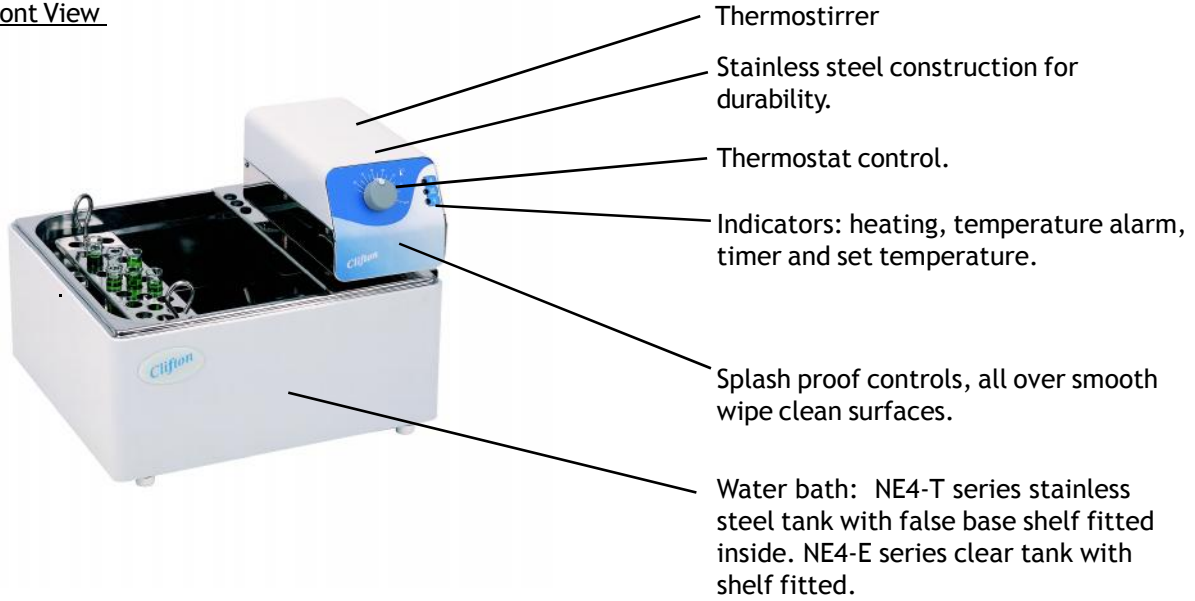 ont View
Thermostirrer
Stainless steel construction for
durability.
Thermostat control.
Indicators: heating, temperature alarm,
timer and set temperature.
Clifton
Clifton
Splash proof controls, all over smooth
wipe clean surfaces.
Water bath: NE4-T series stainless
steel tank with false base shelf fitted
inside. NE4-E series clear tank with
shelf fitted.